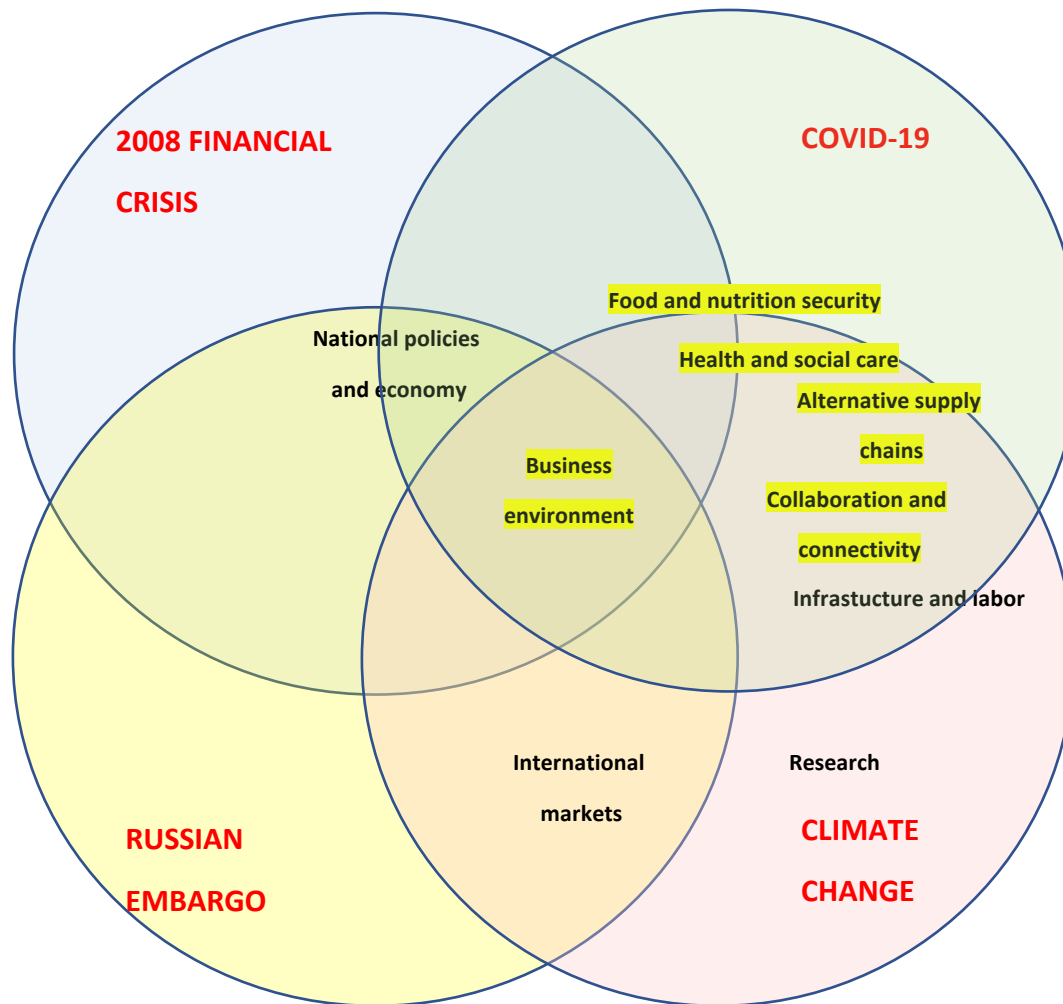 2008 FINANCIAL
CRISIS
COVID-19
Food and nutrition security
National policies
and economy
Health and social care
Alternative supply
chains
Business
environment
Collaboration and
connectivity
Infrastucture and labor
International
markets
Research
RUSSIAN
EMBARGO
CLIMATE
CHANGE